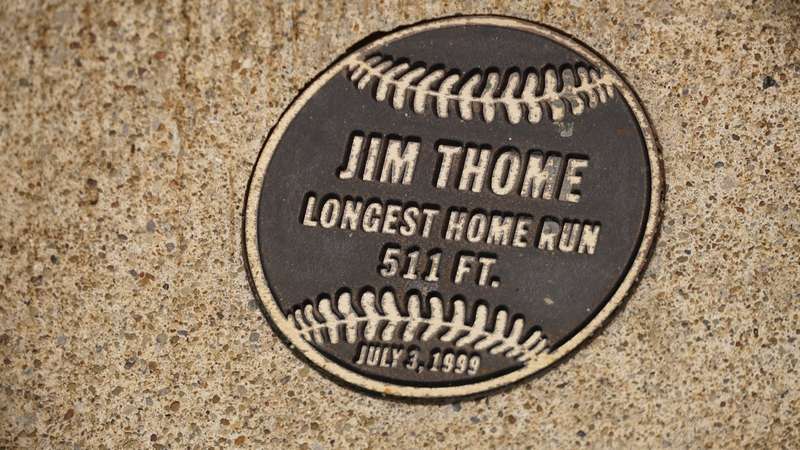 JIM THOME
LONGEST HOME RUN
511 FT.
JULY 3, 1999